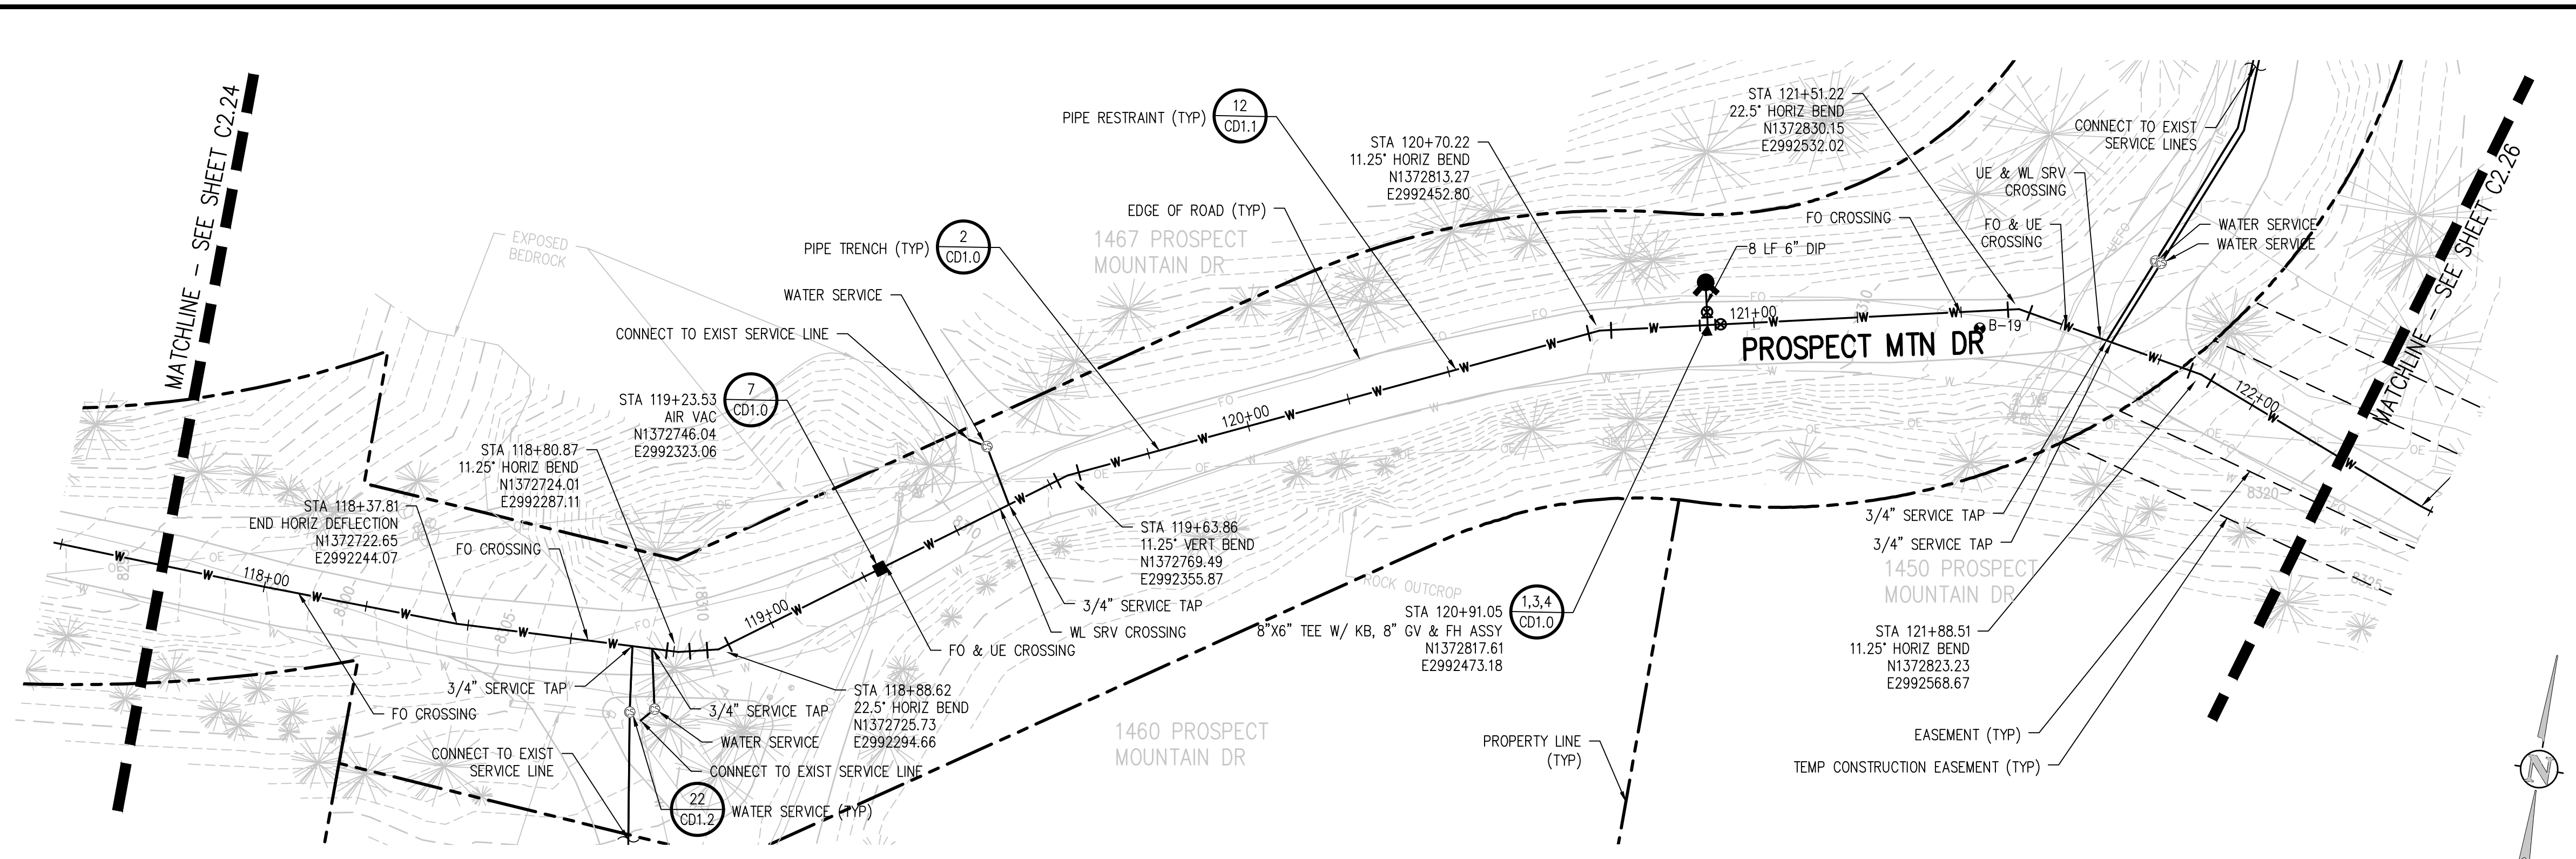 MATCHLINE - SEE SHEET C2.24
EXPOSED
BEDROCK
PIPE RESTRAINT (TYP)
12
CD1.1
STA 120+70.22
11.25° HORIZ BEND
N1372813.27
E2992452.80
STA 121+51.22
22.5° HORIZ BEND
N1372830.15
E2992532.02
CONNECT TO EXIST
SERVICE LINES
UE & WL SRV
CROSSING
FO CROSSING
FO & UE
CROSSING
WATER SERVICE
WATER SERVICE
MATCHLINE - SEE SHEET C2.26
EDGE OF ROAD (TYP)
1467 PROSPECT
MOUNTAIN DR
PIPE TRENCH (TYP)
2
CD1.0
8 LF 6" DIP
WATER SERVICE
CONNECT TO EXIST SERVICE LINE
121+00
B-19
PROSPECT MTN DR
STA 119+23.53
AIR VAC
N1372746.04
E2992323.06
7
CD1.0
120+00
122+00
STA 118+80.87
11.25° HORIZ BEND
N1372724.01
E2992287.11
STA 118+37.81
END HORIZ DEFLECTION
N1372722.65
E2992244.07
FO CROSSING
118+00
119+00
STA 119+63.86
11.25° VERT BEND
N1372769.49
E2992355.87
3/4" SERVICE TAP
WL SRV CROSSING
FO & UE CROSSING
ROCK OUTCROP
STA 120+91.05
8"X6" TEE W/ KB, 8" GV & FH ASSY
N1372817.61
E2992473.18
1,3,4
CD1.0
3/4" SERVICE TAP
3/4" SERVICE TAP
1450 PROSPECT
MOUNTAIN DR
8320
8325
STA 121+88.51
11.25° HORIZ BEND
N1372823.23
E2992568.67
3/4" SERVICE TAP
FO CROSSING
STA 118+88.62
22.5° HORIZ BEND
N1372725.73
E2992294.66
3/4" SERVICE TAP
WATER SERVICE
CONNECT TO EXIST
SERVICE LINE
CONNECT TO EXIST SERVICE LINE
22
CD1.2
WATER SERVICE (TYP)
1460 PROSPECT
MOUNTAIN DR
PROPERTY LINE
(TYP)
EASEMENT (TYP)
TEMP CONSTRUCTION EASEMENT (TYP)
N